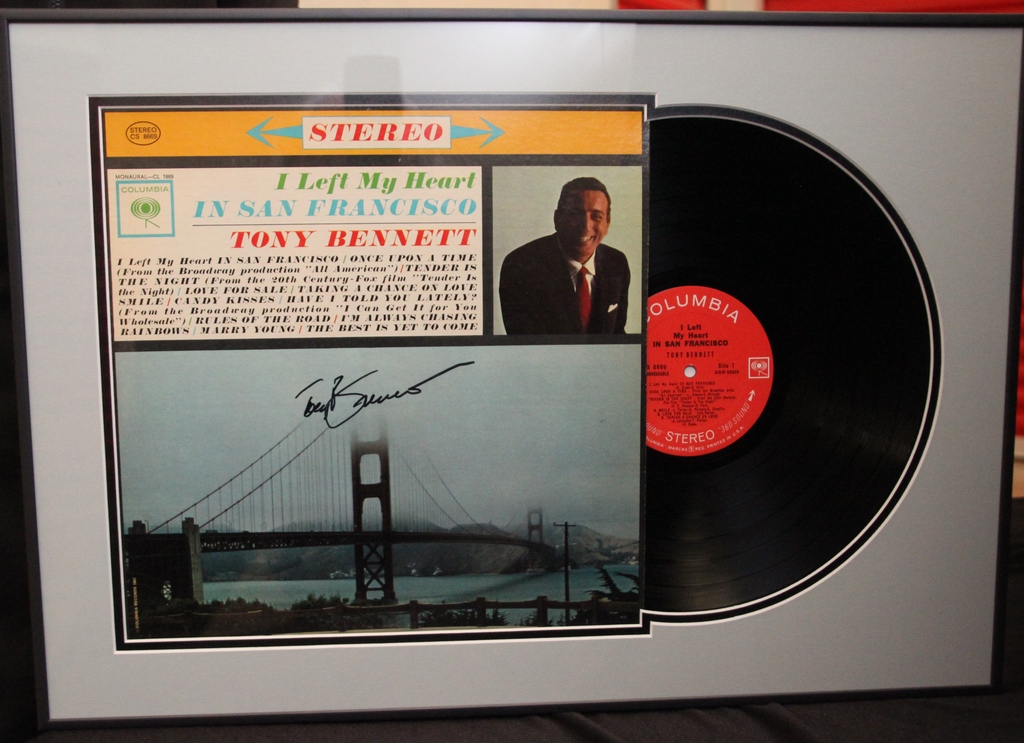 STEREO
CS 8669
STEREO
MONAURAL—CL 1869
COLUMBIA
I Left My Heart
IN SAN FRANCISCO
TONY BENNETT
I Left My Heart IN SAN FRANCISCO / ONCE UPON A TIME
(From the Broadway production "All American") / TENDER IS
THE NIGHT (From the 20th Century-Fox film "Tender Is
the Night) / LOVE FOR SALE / TAKING A CHANCE ON LOVE
SMILE / CANDY KISSES / HAVE I TOLD YOU LATELY?
(From the Broadway production "I Can Get It for You
Wholesale") / RULES OF THE ROAD / I'M ALWAYS CHASING
RAINBOWS / MARRY YOUNG / THE BEST IS YET TO COME
Tony Bennett
COLUMBIA
I Left
My Heart
IN SAN FRANCISCO
TONY BENNETT
Side 1
STEREO "360 SOUND"